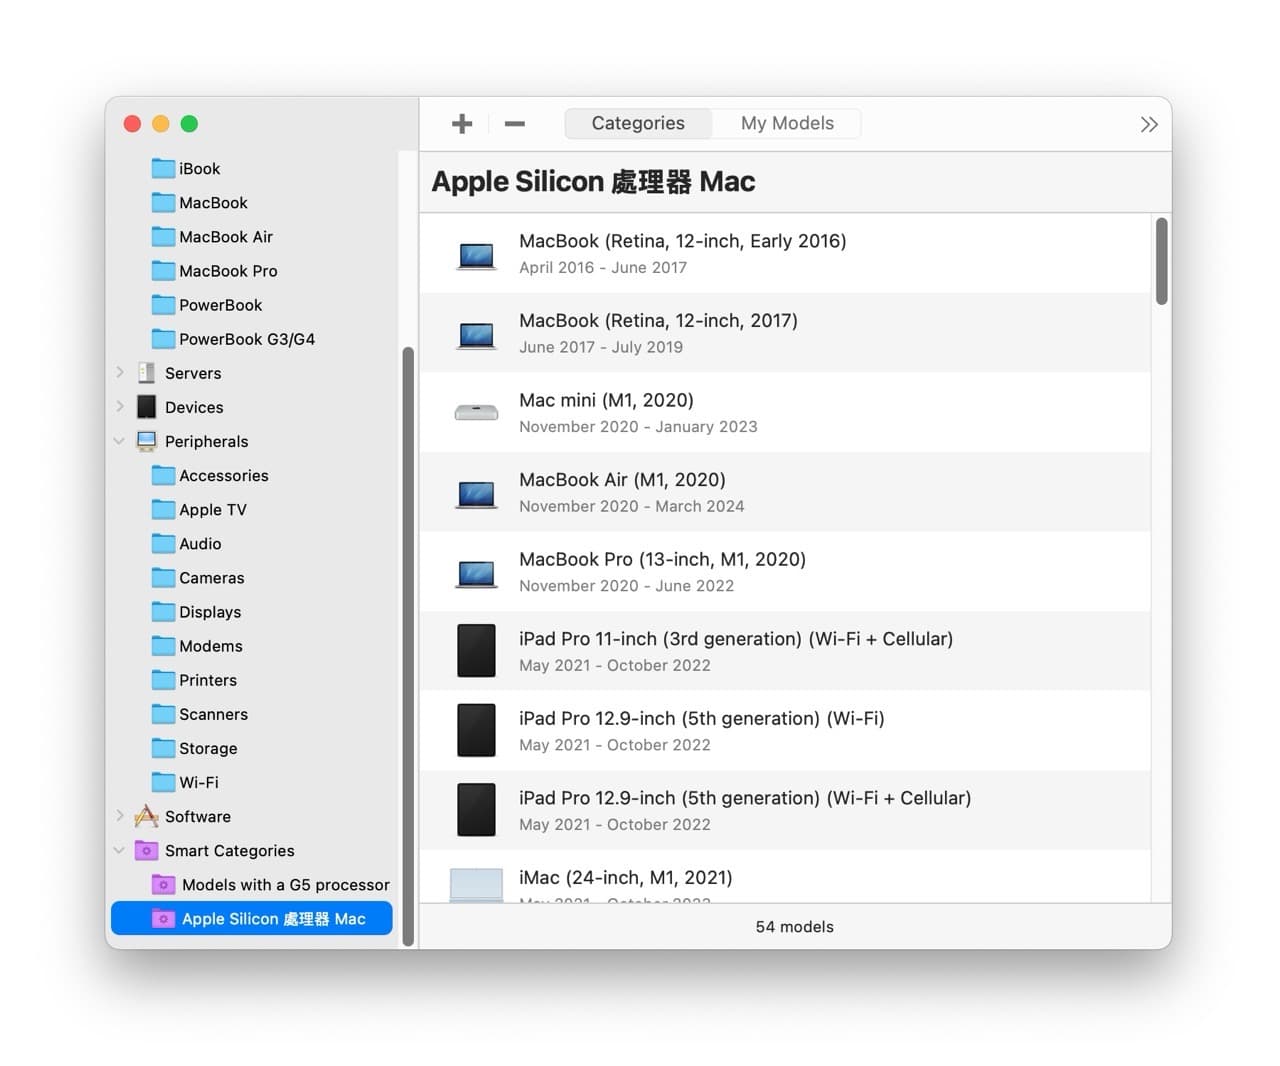 iBook
MacBook
MacBook Air
MacBook Pro
PowerBook
PowerBook G3/G4
Servers
Devices
Peripherals
Accessories
Apple TV
Audio
Cameras
Displays
Modems
Printers
Scanners
Storage
Wi-Fi
Software
Smart Categories
Models with a G5 processor
Apple Silicon 處理器 Mac
Categories
My Models
Apple Silicon 處理器 Mac
MacBook (Retina, 12-inch, Early 2016)
April 2016 - June 2017
MacBook (Retina, 12-inch, 2017)
June 2017 - July 2019
Mac mini (M1, 2020)
November 2020 - January 2023
MacBook Air (M1, 2020)
November 2020 - March 2024
MacBook Pro (13-inch, M1, 2020)
November 2020 - June 2022
iPad Pro 11-inch (3rd generation) (Wi-Fi + Cellular)
May 2021 - October 2022
iPad Pro 12.9-inch (5th generation) (Wi-Fi)
May 2021 - October 2022
iPad Pro 12.9-inch (5th generation) (Wi-Fi + Cellular)
May 2021 - October 2022
iMac (24-inch, M1, 2021)
54 models